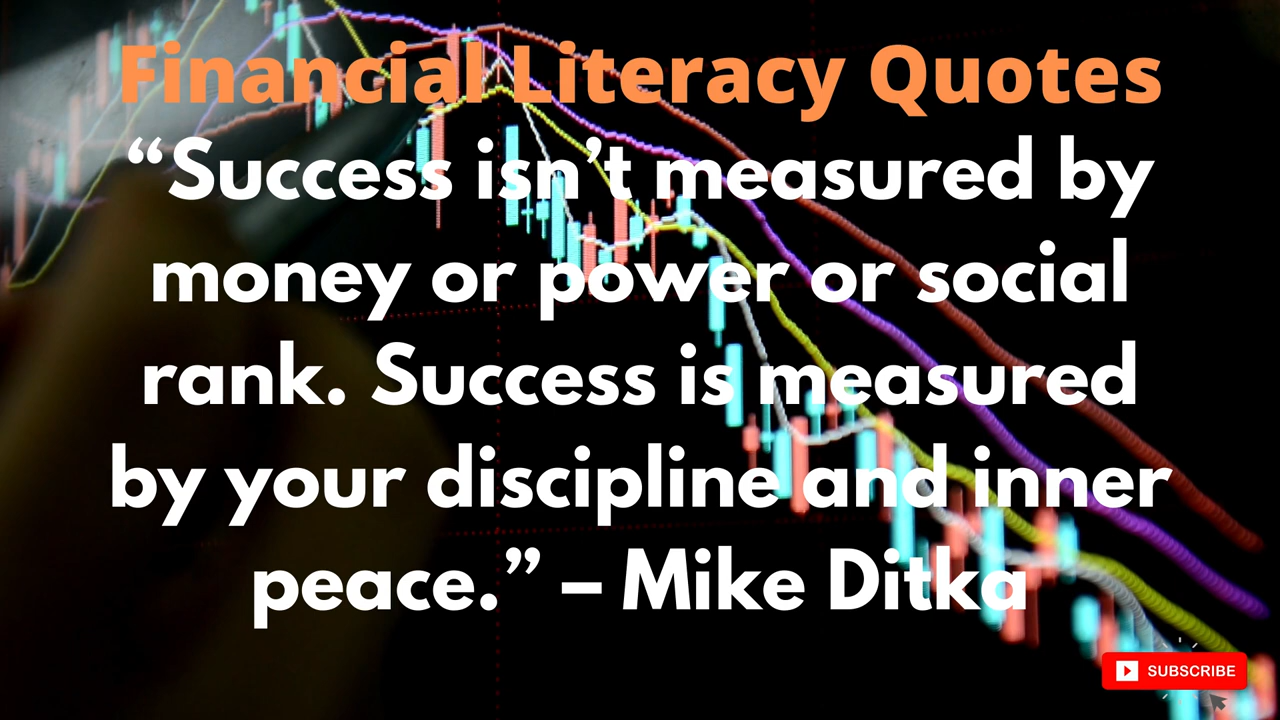 Financial Literacy Quotes
“Success isn’t measured by
money or power or social
rank. Success is measured
by your discipline and inner
peace.” – Mike Ditka
SUBSCRIBE